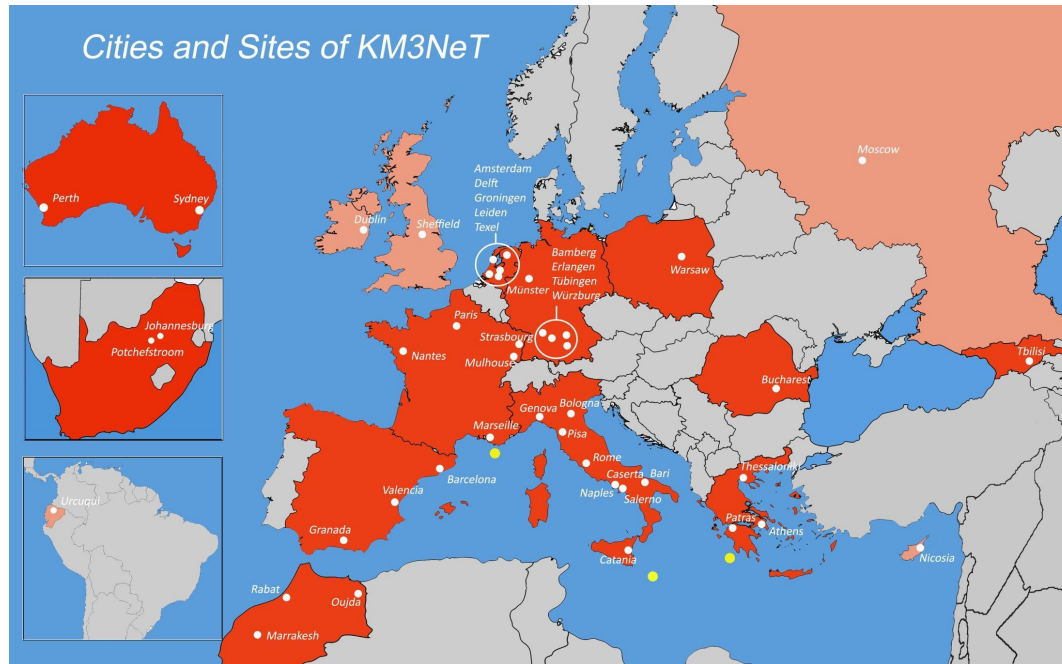 Cities and Sites of KM3NeT
Perth
Sydney
Johannesburg
Potchefstroom
Urcuqui
Dublin
Sheffield
Amsterdam
Delft
Groningen
Leiden
Texel
Münster
Bamberg
Erlangen
Tübingen
Würzburg
Warsaw
Moscow
Paris
Strasbourg
Nantes
Mulhouse
Tbilisi
Bucharest
Genova
Bologna
Marseille
Pisa
Rome
Barcelona
Caserta
Bari
Naples
Salerno
Thessaloniki
Valencia
Granada
Patras
Athens
Catania
Nicosia
Rabat
Oujda
Marrakesh